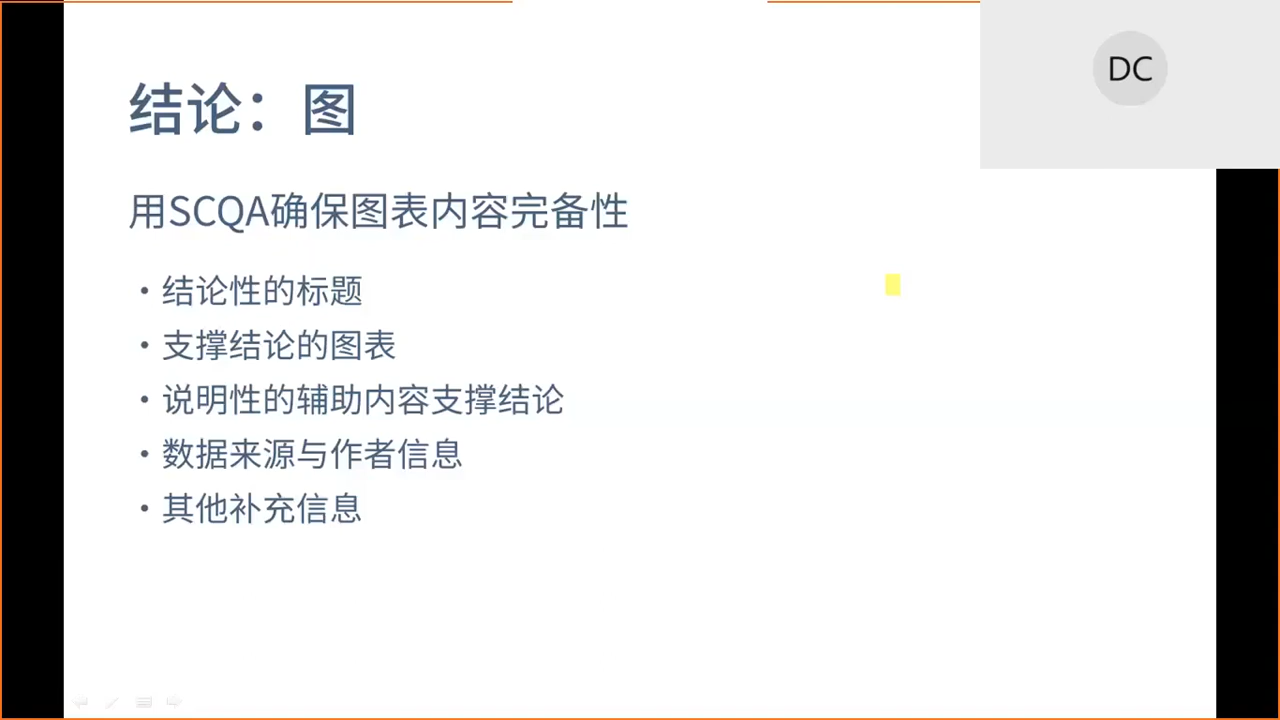 DC
结论：图
用SCQA确保图表内容完备性
• 结论性的标题
• 支撑结论的图表
• 说明性的辅助内容支撑结论
• 数据来源与作者信息
• 其他补充信息